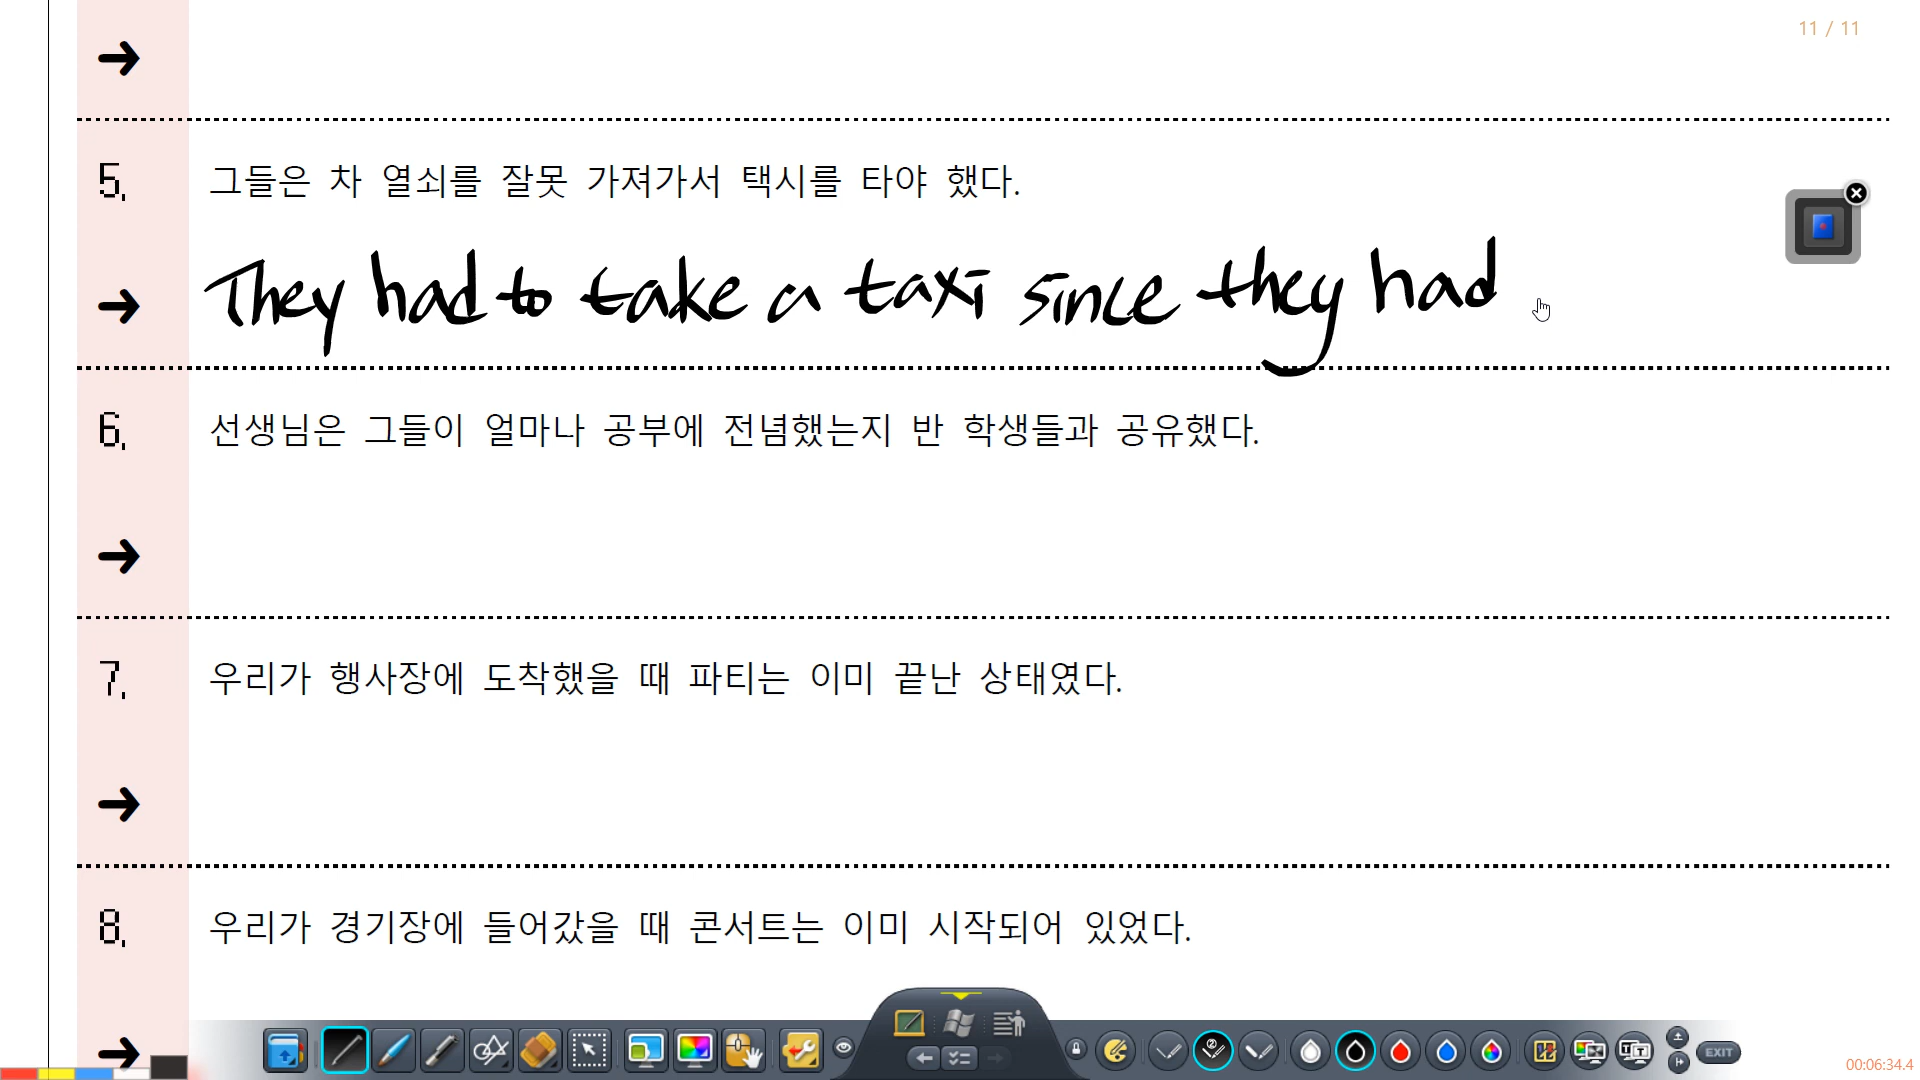 11 / 11
5. 그들은 차 열쇠를 잘못 가져가서 택시를 타야 했다.
They had to take a taxi since they had
6. 선생님은 그들이 얼마나 공부에 전념했는지 반 학생들과 공유했다.
7. 우리가 행사장에 도착했을 때 파티는 이미 끝난 상태였다.
8. 우리가 경기장에 들어갔을 때 콘서트는 이미 시작되어 있었다.
EXIT
00:06:34.4